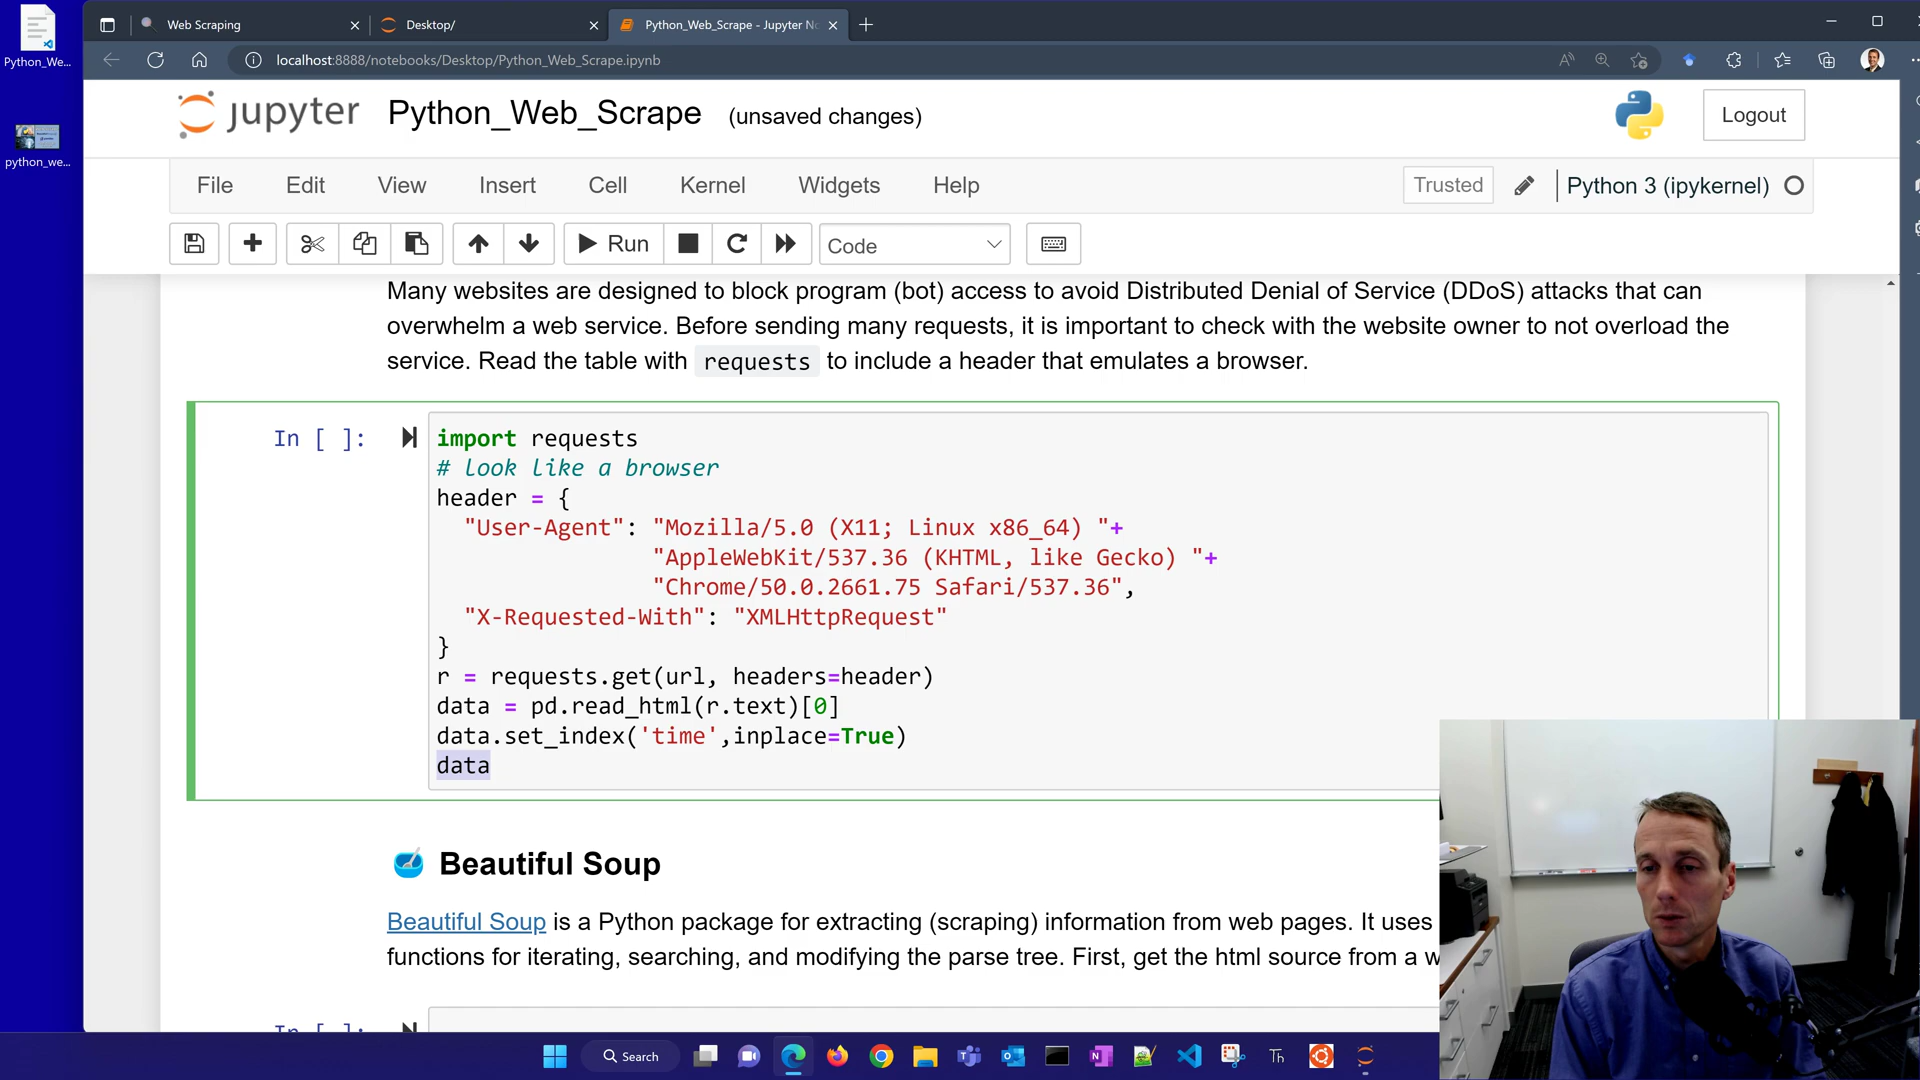 Python_We...
python_we...
Web Scraping
Desktop/
Python_Web_Scrape - Jupyter No
localhost:8888/notebooks/Desktop/Python_Web_Scrape.ipynb
jupyter Python_Web_Scrape (unsaved changes)
Logout
File Edit View Insert Cell Kernel Widgets Help
Trusted Python 3 (ipykernel)
Run Code
Many websites are designed to block program (bot) access to avoid Distributed Denial of Service (DDoS) attacks that can
overwhelm a web service. Before sending many requests, it is important to check with the website owner to not overload the
service. Read the table with requests to include a header that emulates a browser.
In [ ]:
import requests
# look like a browser
header = {
"User-Agent": "Mozilla/5.0 (X11; Linux x86_64) "+
"AppleWebKit/537.36 (KHTML, like Gecko) "+
"Chrome/50.0.2661.75 Safari/537.36",
"X-Requested-With": "XMLHttpRequest"
}
r = requests.get(url, headers=header)
data = pd.read_html(r.text)[0]
data.set_index('time',inplace=True)
data
Beautiful Soup
Beautiful Soup is a Python package for extracting (scraping) information from web pages. It uses
functions for iterating, searching, and modifying the parse tree. First, get the html source from a w
In [ ]:
Search
Th